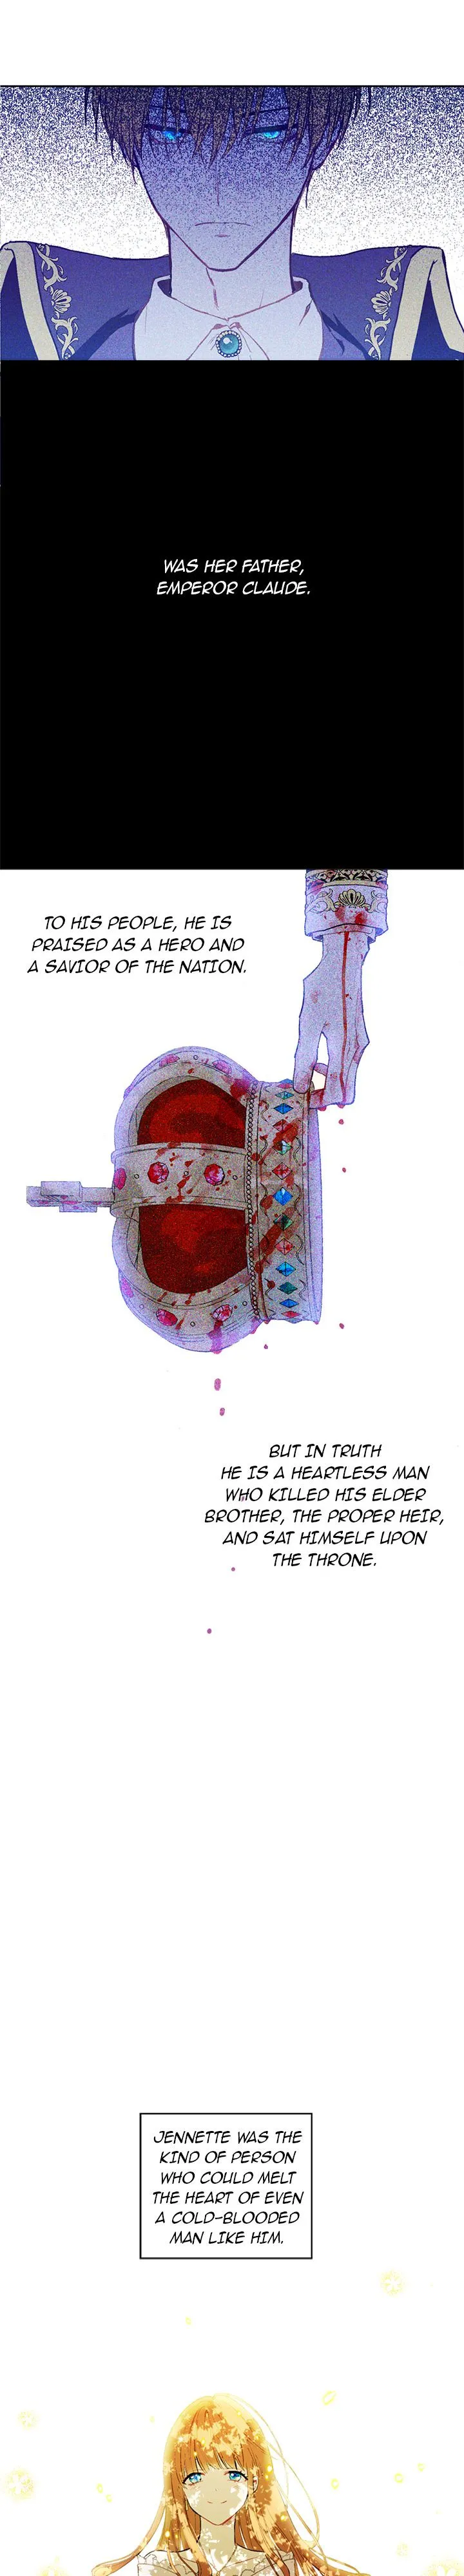 WAS HER FATHER,
EMPEROR CLAUDE.
TO HIS PEOPLE, HE IS
PRAISED AS A HERO AND
A SAVIOR OF THE NATION.
BUT IN TRUTH
HE IS A HEARTLESS MAN
WHO KILLED HIS ELDER
BROTHER, THE PROPER HEIR,
AND SAT HIMSELF UPON
THE THRONE.
JENNETTE WAS THE
KIND OF PERSON
WHO COULD MELT
THE HEART OF EVEN
A COLD-BLOODED
MAN LIKE HIM.